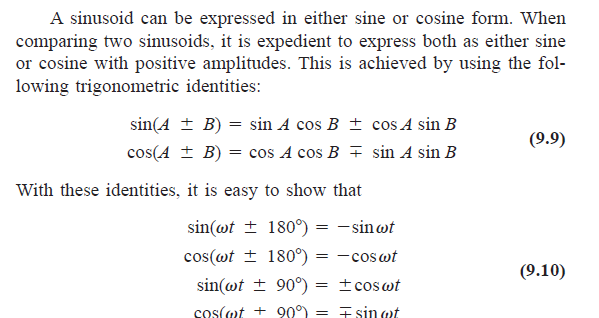 A sinusoid can be expressed in either sine or cosine form. When
comparing two sinusoids, it is expedient to express both as either sine
or cosine with positive amplitudes. This is achieved by using the fol-
lowing trigonometric identities:
sin(A ± B) = sin A cos B ± cos A sin B
(9.9)
cos(A ± B) = cos A cos B ∓ sin A sin B
With these identities, it is easy to show that
sin(ωt ± 180°) = −sin ωt
cos(ωt ± 180°) = −cos ωt
(9.10)
sin(ωt ± 90°) = ±cos ωt
cos(ωt ± 90°) = ∓sin ωt